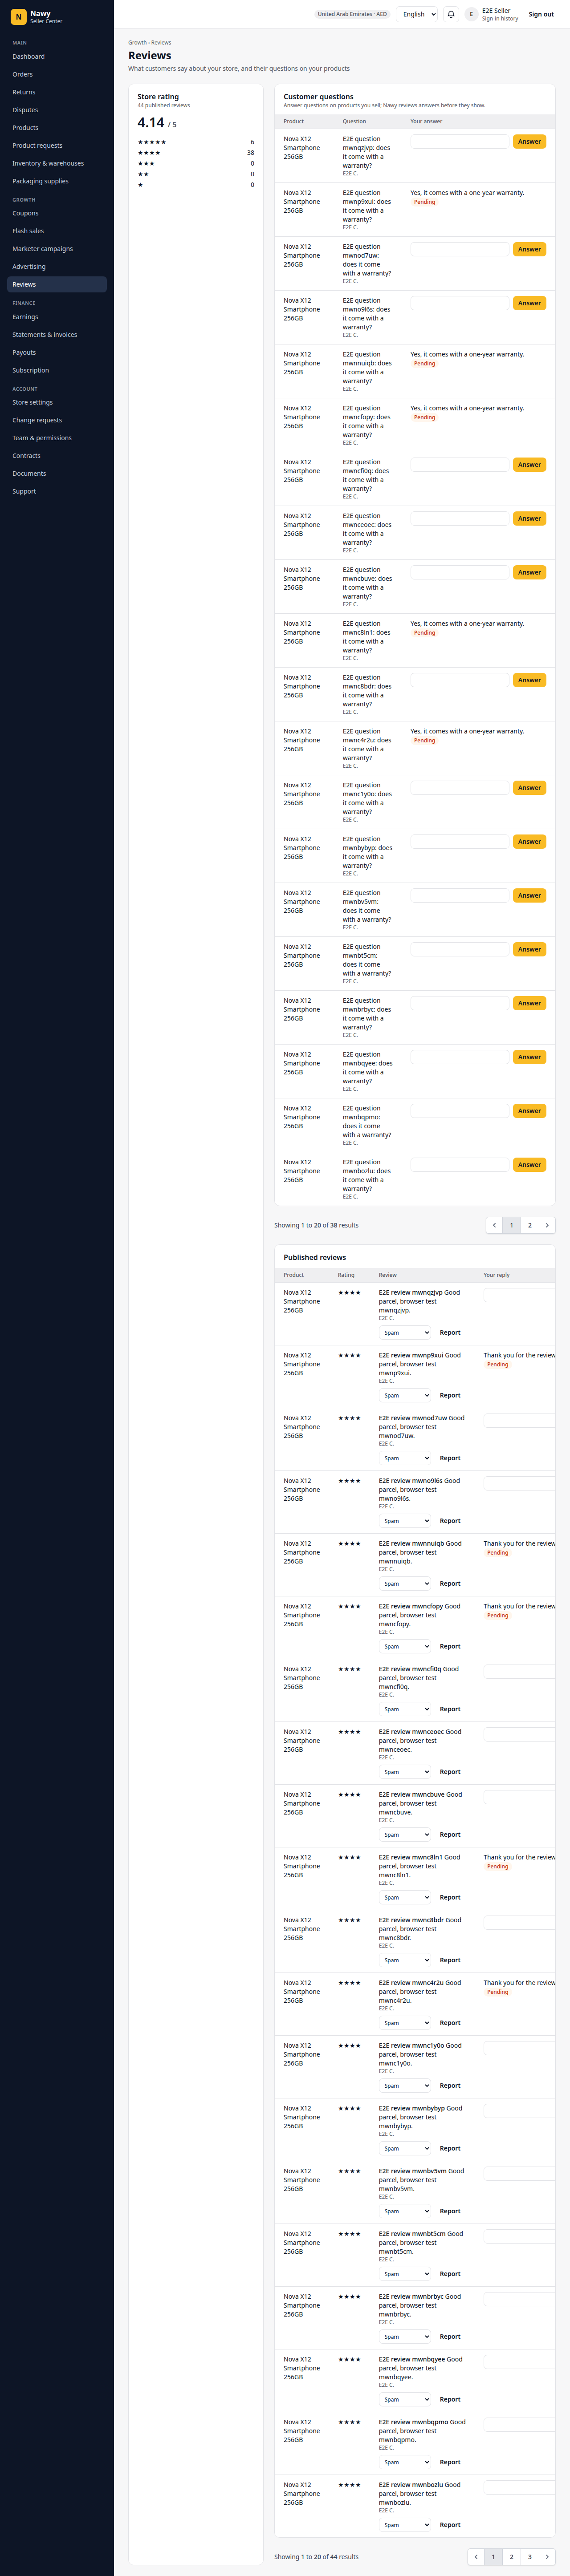 N
Nawy
Seller Center
MAIN
Dashboard
Orders
Returns
Disputes
Products
Product requests
Inventory & warehouses
Packaging supplies
GROWTH
Coupons
Flash sales
Marketer campaigns
Advertising
Reviews
FINANCE
Earnings
Statements & invoices
Payouts
Subscription
ACCOUNT
Store settings
Change requests
Team & permissions
Contracts
Documents
Support
United Arab Emirates · AED
English
E
E2E Seller
Sign-in history
Sign out
Growth › Reviews
Reviews
What customers say about your store, and their questions on your products
Store rating
44 published reviews
4.14 / 5
★★★★★ 6
★★★★ 38
★★★ 0
★★ 0
★ 0
Customer questions
Answer questions on products you sell; Nawy reviews answers before they show.
Product Question Your answer
Nova X12 Smartphone 256GB
E2E question mwnqzjvp: does it come with a warranty?
E2E C.
Answer
Nova X12 Smartphone 256GB
E2E question mwnp9xui: does it come with a warranty?
E2E C.
Yes, it comes with a one-year warranty.
Pending
Nova X12 Smartphone 256GB
E2E question mwnod7uw: does it come with a warranty?
E2E C.
Answer
Nova X12 Smartphone 256GB
E2E question mwno9l6s: does it come with a warranty?
E2E C.
Answer
Nova X12 Smartphone 256GB
E2E question mwnnuiqb: does it come with a warranty?
E2E C.
Yes, it comes with a one-year warranty.
Pending
Nova X12 Smartphone 256GB
E2E question mwncfopy: does it come with a warranty?
E2E C.
Yes, it comes with a one-year warranty.
Pending
Nova X12 Smartphone 256GB
E2E question mwncfi0q: does it come with a warranty?
E2E C.
Answer
Nova X12 Smartphone 256GB
E2E question mwnceoec: does it come with a warranty?
E2E C.
Answer
Nova X12 Smartphone 256GB
E2E question mwncbuve: does it come with a warranty?
E2E C.
Answer
Nova X12 Smartphone 256GB
E2E question mwnc8ln1: does it come with a warranty?
E2E C.
Yes, it comes with a one-year warranty.
Pending
Nova X12 Smartphone 256GB
E2E question mwnc8bdr: does it come with a warranty?
E2E C.
Answer
Nova X12 Smartphone 256GB
E2E question mwnc4r2u: does it come with a warranty?
E2E C.
Yes, it comes with a one-year warranty.
Pending
Nova X12 Smartphone 256GB
E2E question mwnc1y0o: does it come with a warranty?
E2E C.
Answer
Nova X12 Smartphone 256GB
E2E question mwnbybyp: does it come with a warranty?
E2E C.
Answer
Nova X12 Smartphone 256GB
E2E question mwnbv5vm: does it come with a warranty?
E2E C.
Answer
Nova X12 Smartphone 256GB
E2E question mwnbt5cm: does it come with a warranty?
E2E C.
Answer
Nova X12 Smartphone 256GB
E2E question mwnbrbyc: does it come with a warranty?
E2E C.
Answer
Nova X12 Smartphone 256GB
E2E question mwnbqyee: does it come with a warranty?
E2E C.
Answer
Nova X12 Smartphone 256GB
E2E question mwnbqpmo: does it come with a warranty?
E2E C.
Answer
Nova X12 Smartphone 256GB
E2E question mwnbozlu: does it come with a warranty?
E2E C.
Answer
Showing 1 to 20 of 38 results
‹ 1 2 ›
Published reviews
Product Rating Review Your reply
Nova X12 Smartphone 256GB
★★★★
E2E review mwnqzjvp Good parcel, browser test mwnqzjvp.
E2E C.
Spam Report
Nova X12 Smartphone 256GB
★★★★
E2E review mwnp9xui Good parcel, browser test mwnp9xui.
E2E C.
Spam Report
Thank you for the review
Pending
Nova X12 Smartphone 256GB
★★★★
E2E review mwnod7uw Good parcel, browser test mwnod7uw.
E2E C.
Spam Report
Nova X12 Smartphone 256GB
★★★★
E2E review mwno9l6s Good parcel, browser test mwno9l6s.
E2E C.
Spam Report
Nova X12 Smartphone 256GB
★★★★
E2E review mwnnuiqb Good parcel, browser test mwnnuiqb.
E2E C.
Spam Report
Thank you for the review
Pending
Nova X12 Smartphone 256GB
★★★★
E2E review mwncfopy Good parcel, browser test mwncfopy.
E2E C.
Spam Report
Thank you for the review
Pending
Nova X12 Smartphone 256GB
★★★★
E2E review mwncfi0q Good parcel, browser test mwncfi0q.
E2E C.
Spam Report
Nova X12 Smartphone 256GB
★★★★
E2E review mwnceoec Good parcel, browser test mwnceoec.
E2E C.
Spam Report
Nova X12 Smartphone 256GB
★★★★
E2E review mwncbuve Good parcel, browser test mwncbuve.
E2E C.
Spam Report
Nova X12 Smartphone 256GB
★★★★
E2E review mwnc8ln1 Good parcel, browser test mwnc8ln1.
E2E C.
Spam Report
Thank you for the review
Pending
Nova X12 Smartphone 256GB
★★★★
E2E review mwnc8bdr Good parcel, browser test mwnc8bdr.
E2E C.
Spam Report
Nova X12 Smartphone 256GB
★★★★
E2E review mwnc4r2u Good parcel, browser test mwnc4r2u.
E2E C.
Spam Report
Thank you for the review
Pending
Nova X12 Smartphone 256GB
★★★★
E2E review mwnc1y0o Good parcel, browser test mwnc1y0o.
E2E C.
Spam Report
Nova X12 Smartphone 256GB
★★★★
E2E review mwnbybyp Good parcel, browser test mwnbybyp.
E2E C.
Spam Report
Nova X12 Smartphone 256GB
★★★★
E2E review mwnbv5vm Good parcel, browser test mwnbv5vm.
E2E C.
Spam Report
Nova X12 Smartphone 256GB
★★★★
E2E review mwnbt5cm Good parcel, browser test mwnbt5cm.
E2E C.
Spam Report
Nova X12 Smartphone 256GB
★★★★
E2E review mwnbrbyc Good parcel, browser test mwnbrbyc.
E2E C.
Spam Report
Nova X12 Smartphone 256GB
★★★★
E2E review mwnbqyee Good parcel, browser test mwnbqyee.
E2E C.
Spam Report
Nova X12 Smartphone 256GB
★★★★
E2E review mwnbqpmo Good parcel, browser test mwnbqpmo.
E2E C.
Spam Report
Nova X12 Smartphone 256GB
★★★★
E2E review mwnbozlu Good parcel, browser test mwnbozlu.
E2E C.
Spam Report
Showing 1 to 20 of 44 results
‹ 1 2 3 ›